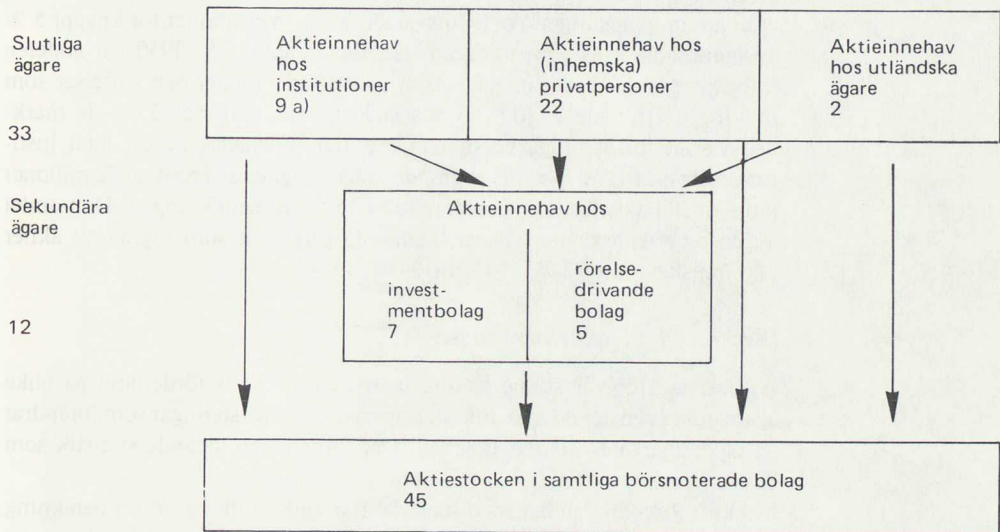 Slutliga
ägare
33
Aktieinnehav
hos
institutioner
9 a)
Aktieinnehav hos
(inhemska)
privatpersoner
22
Aktieinnehav
hos utländska
ägare
2
Sekundära
ägare
12
Aktieinnehav hos
invest-
mentbolag
7
rörelse-
drivande
bolag
5
Aktiestocken i samtliga börsnoterade bolag
45